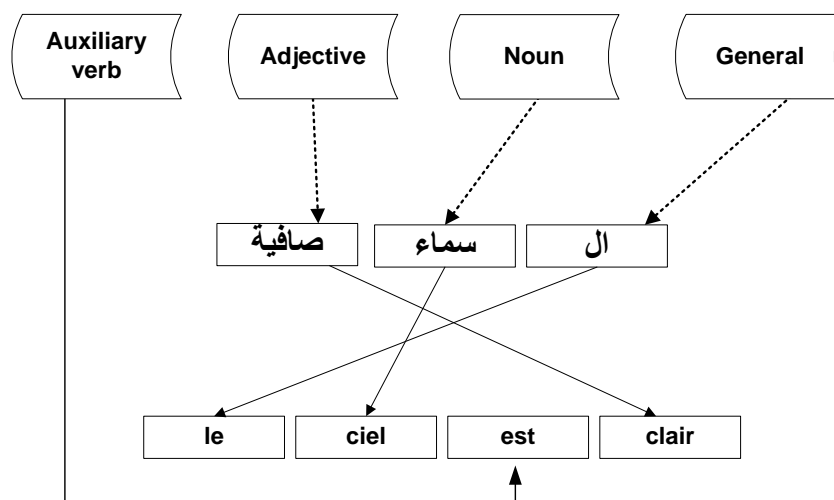 Auxiliary
verb
Adjective
Noun
General
صافية
سماء
ال
le
ciel
est
clair